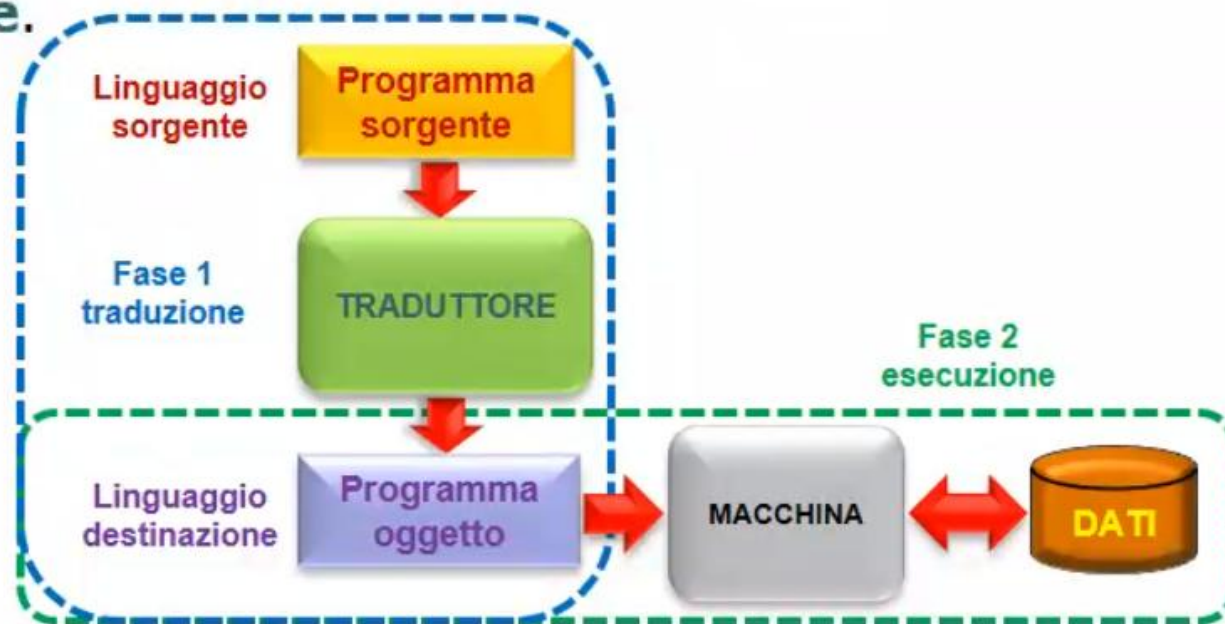 e.
Linguaggio
sorgente
Programma
sorgente
Fase 1
traduzione
TRADUTTORE
Fase 2
esecuzione
Linguaggio
destinazione
Programma
oggetto
MACCHINA
DATI